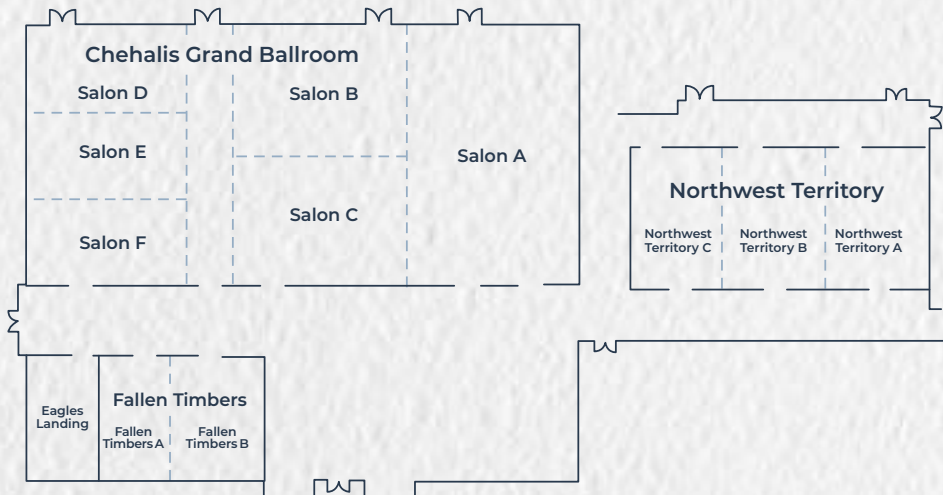 Chehalis Grand Ballroom
Salon D
Salon B
Salon E
Salon A
Salon C
Salon F
Northwest Territory
Northwest
Territory C
Northwest
Territory B
Northwest
Territory A
Eagles
Landing
Fallen Timbers
Fallen
Timbers A
Fallen
Timbers B